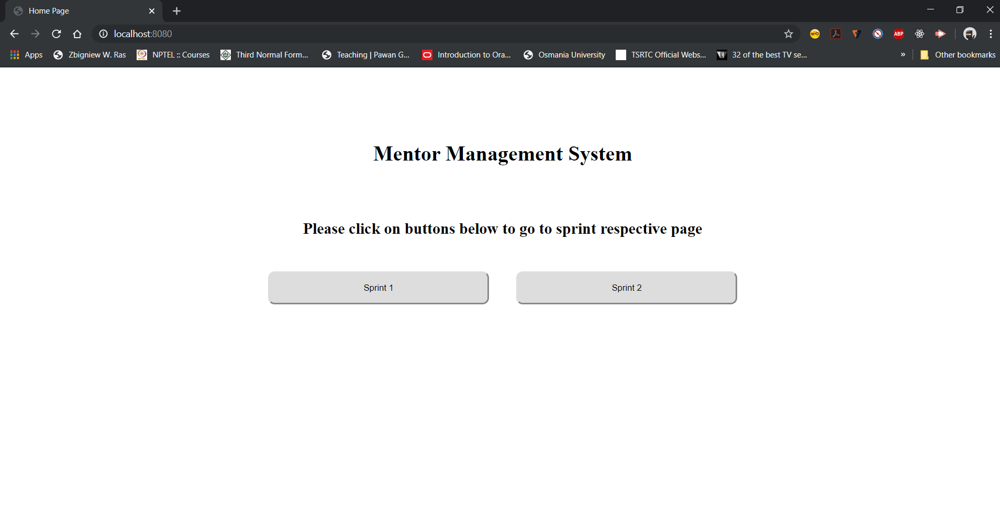 Home Page
localhost:8080
ABP
Apps Zbigniew W. Ras NPTEL :: Courses Third Normal Form... Teaching | Pawan G... Introduction to Ora... Osmania University TSRTC Official Webs... 32 of the best TV se... » Other bookmarks
Mentor Management System
Please click on buttons below to go to sprint respective page
Sprint 1 Sprint 2